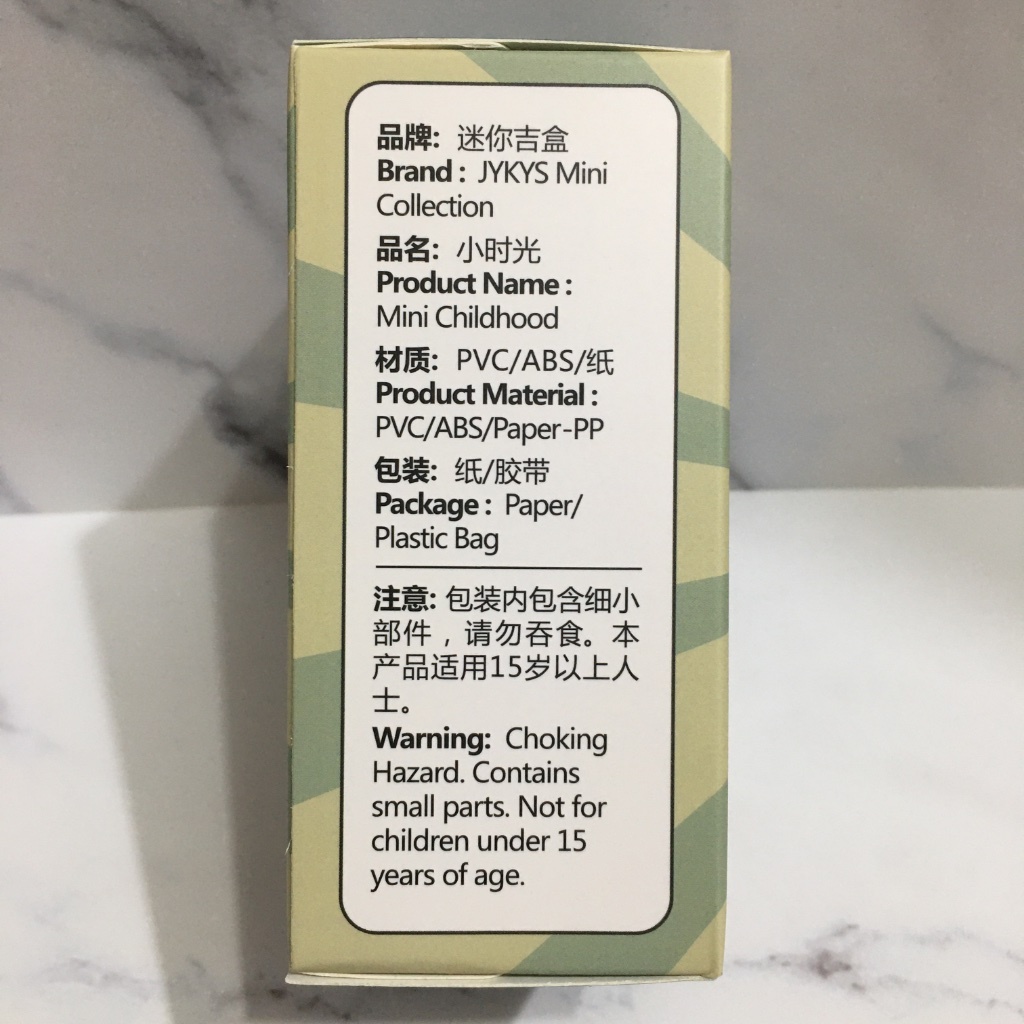 品牌: 迷你吉盒
Brand : JYKYS Mini
Collection
品名: 小时光
Product Name :
Mini Childhood
材质: PVC/ABS/纸
Product Material :
PVC/ABS/Paper-PP
包装: 纸/胶带
Package : Paper/
Plastic Bag
注意: 包装内包含细小
部件，请勿吞食。本
产品适用15岁以上人
士。
Warning: Choking
Hazard. Contains
small parts. Not for
children under 15
years of age.